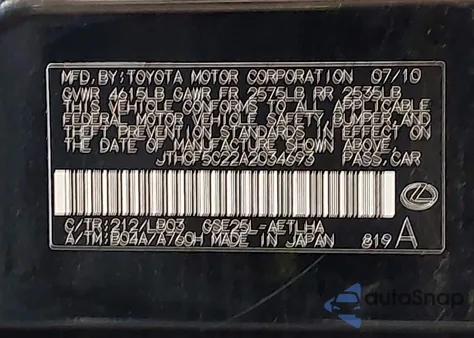 MFD. BY: TOYOTA MOTOR CORPORATION 07/10
GVWR 4615LB GAWR FR 2575LB RR 2535LB
THIS VEHICLE CONFORMS TO ALL APPLICABLE
FEDERAL MOTOR VEHICLE SAFETY, BUMPER, AND
THEFT PREVENTION STANDARDS IN EFFECT ON
THE DATE OF MANUFACTURE SHOWN ABOVE.
JTHCF5C22A2034693 PASS. CAR
C/TR: 212/LB03 GSE25L-AETLHA
A/TM: B04A/A760H MADE IN JAPAN 819 A
autoSnap